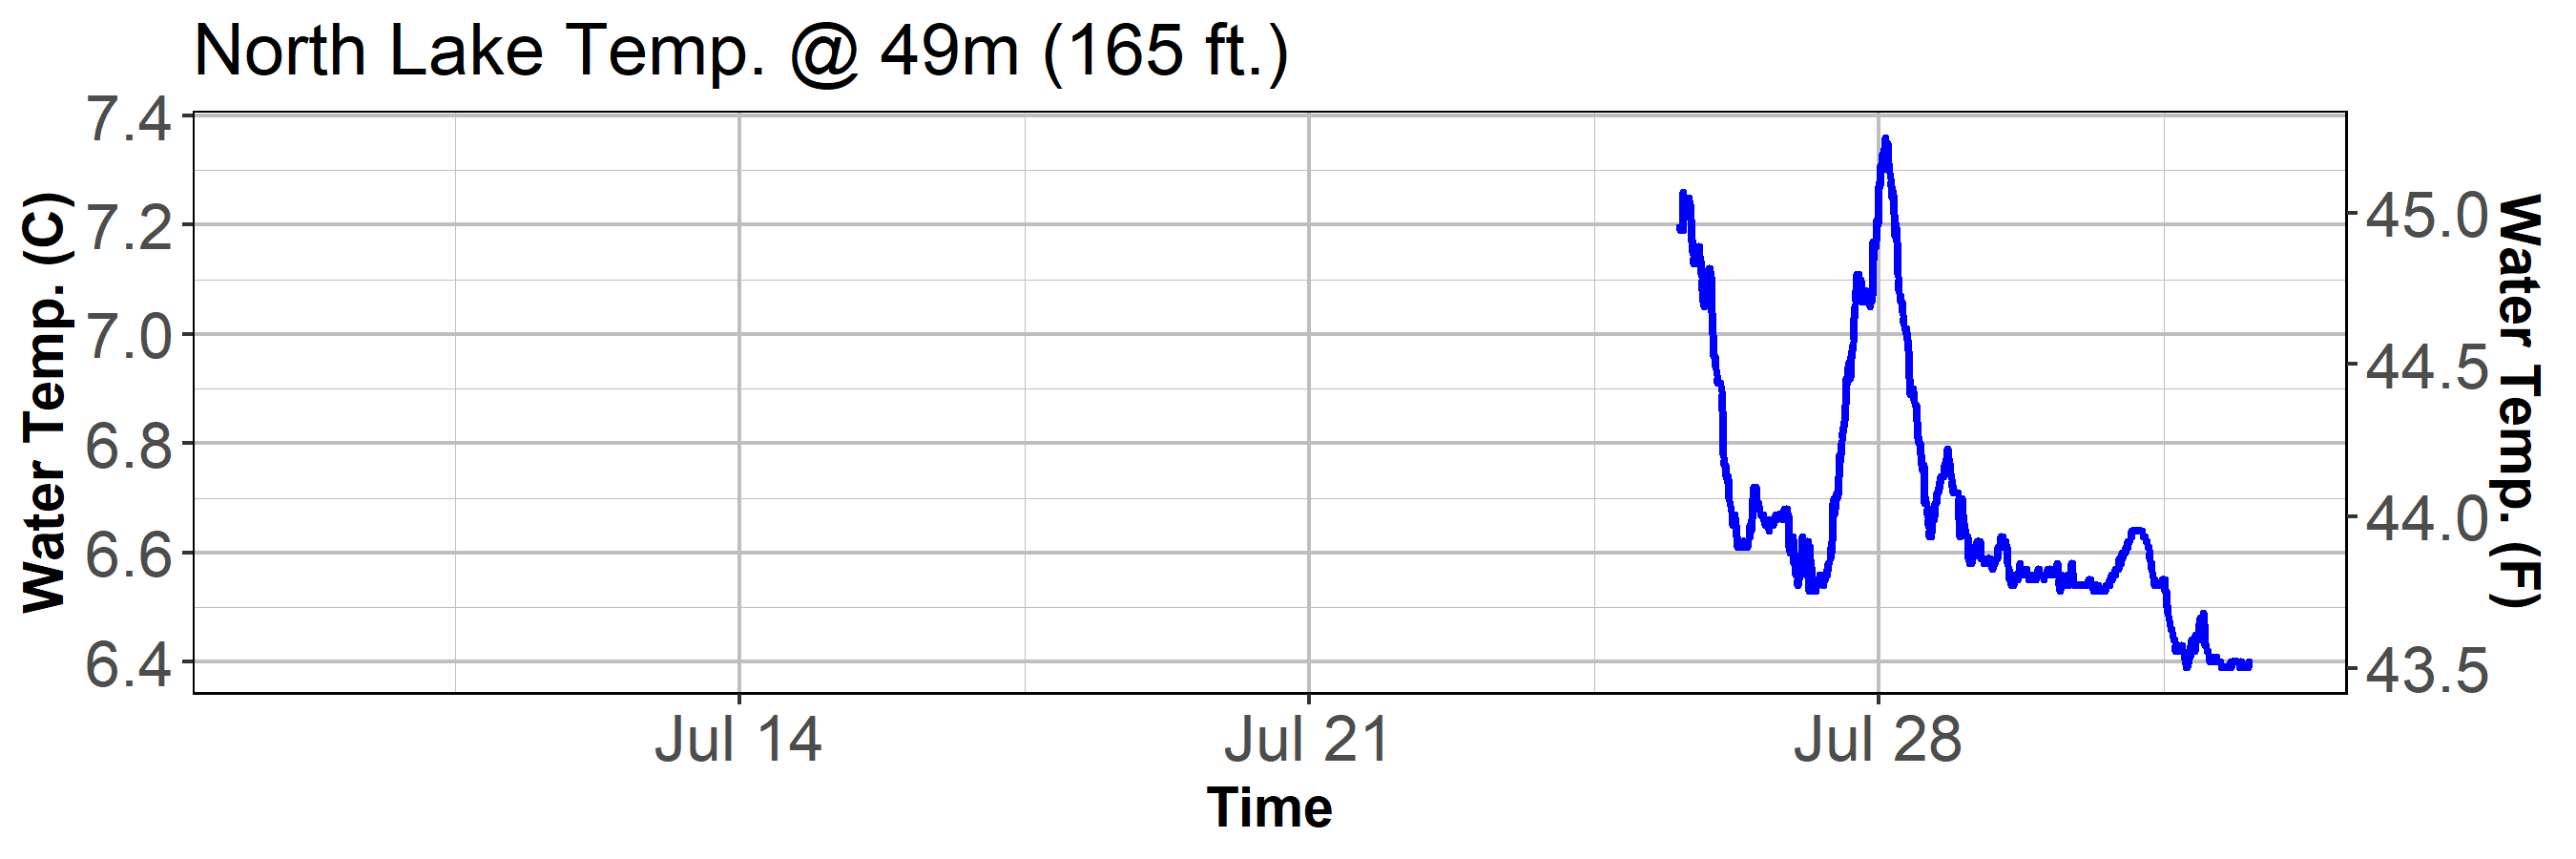 North Lake Temp. @ 49m (165 ft.)
Water Temp. (C)
7.4
7.2
7.0
6.8
6.6
6.4
45.0
44.5
44.0
43.5
Water Temp. (F)
Jul 14
Jul 21
Jul 28
Time